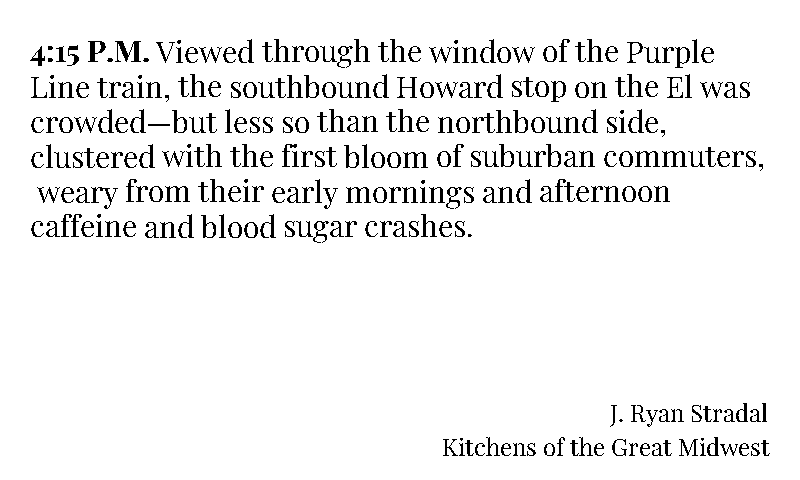 4:15 P.M. Viewed through the window of the Purple
Line train, the southbound Howard stop on the El was
crowded—but less so than the northbound side,
clustered with the first bloom of suburban commuters,
weary from their early mornings and afternoon
caffeine and blood sugar crashes.
J. Ryan Stradal
Kitchens of the Great Midwest